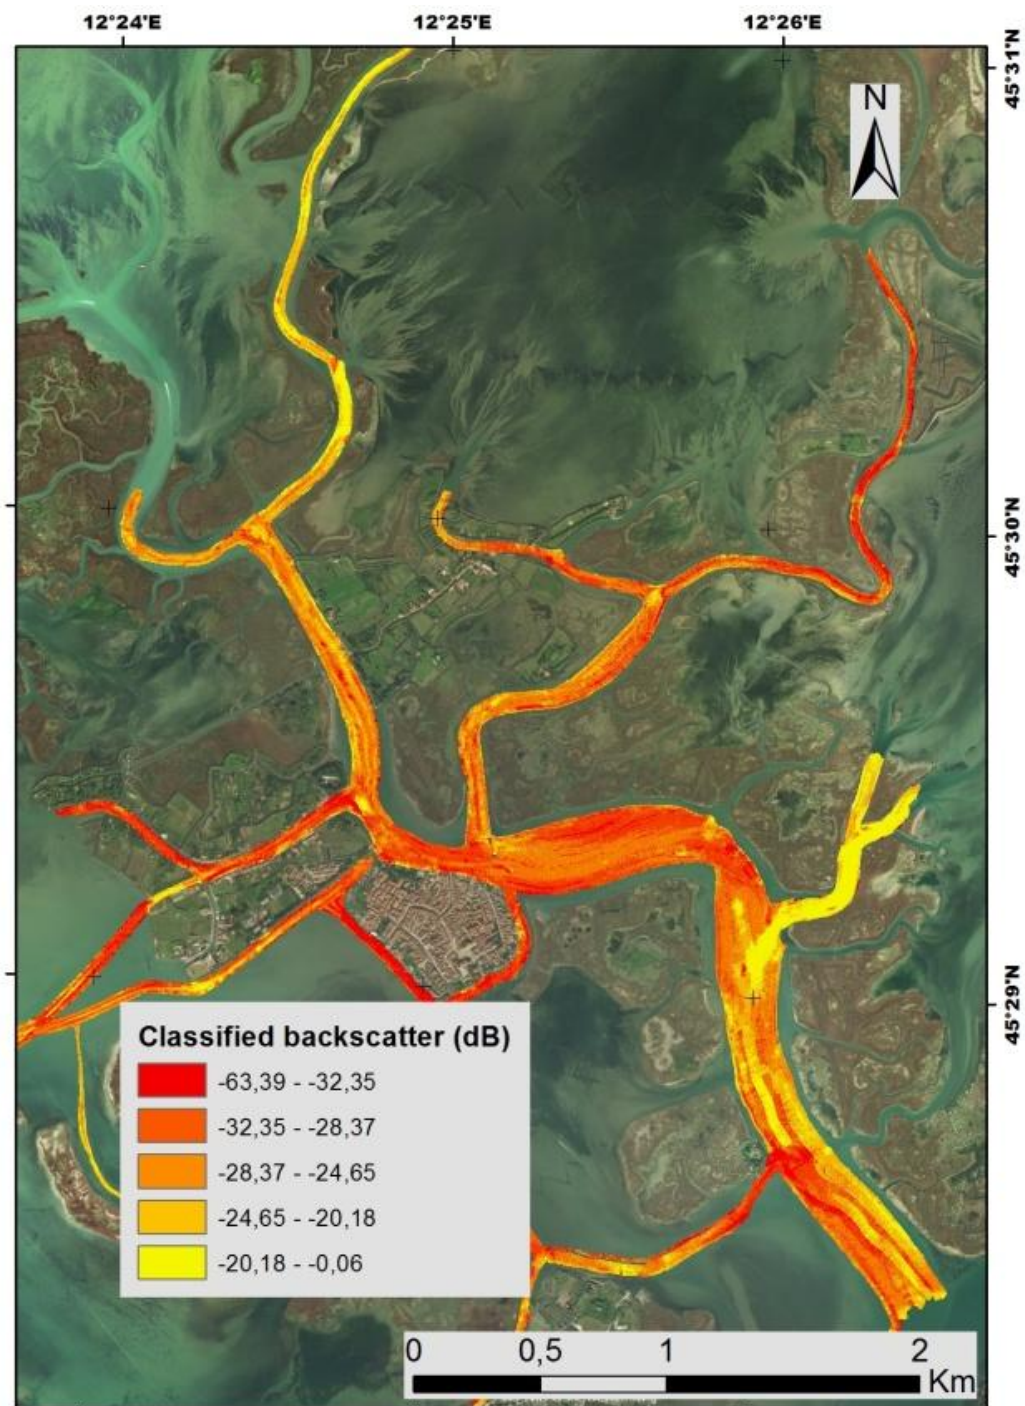 12°24'E 12°25'E 12°26'E
45°31'N
N
45°30'N
45°29'N
Classified backscatter (dB)
-63,39 - -32,35
-32,35 - -28,37
-28,37 - -24,65
-24,65 - -20,18
-20,18 - -0,06
0 0,5 1 2
Km